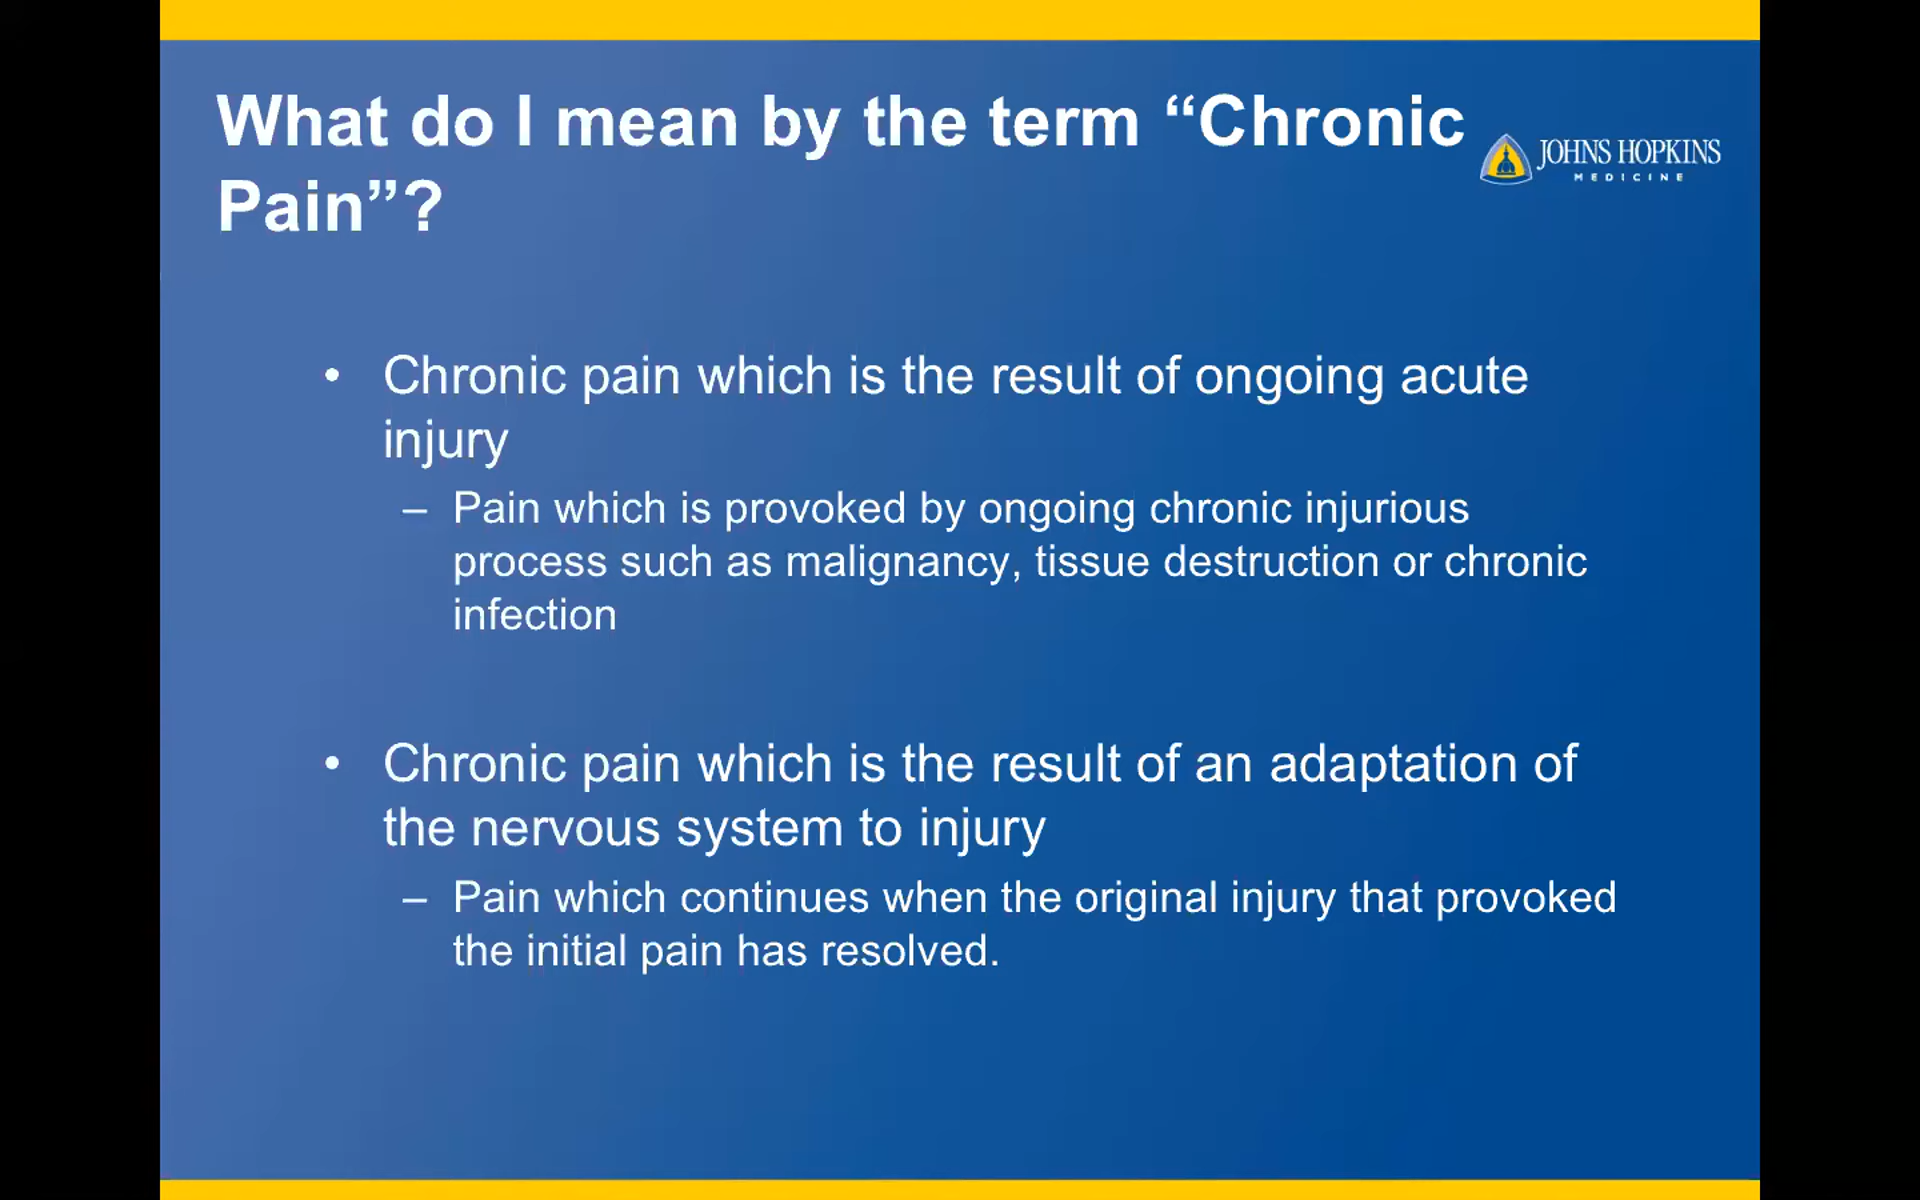 What do I mean by the term “Chronic
Pain”?
JOHNS HOPKINS
MEDICINE
• Chronic pain which is the result of ongoing acute
injury
– Pain which is provoked by ongoing chronic injurious
process such as malignancy, tissue destruction or chronic
infection
• Chronic pain which is the result of an adaptation of
the nervous system to injury
– Pain which continues when the original injury that provoked
the initial pain has resolved.